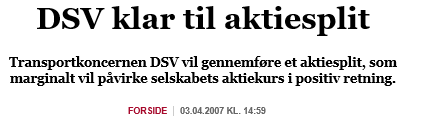 DSV klar til aktiesplit
Transportkoncernen DSV vil gennemføre et aktiesplit, som
marginalt vil påvirke selskabets aktiekurs i positiv retning.
FORSIDE | 03.04.2007 KL. 14:59